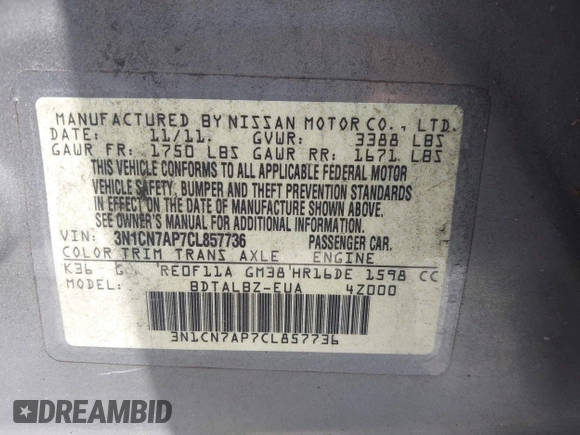 MANUFACTURED BY NISSAN MOTOR CO., LTD.
DATE: 11/11. GVWR: 3388 LBS
GAWR FR: 1750 LBS GAWR RR: 1671 LBS
THIS VEHICLE CONFORMS TO ALL APPLICABLE FEDERAL MOTOR
VEHICLE SAFETY, BUMPER AND THEFT PREVENTION STANDARDS
IN EFFECT ON THE DATE OF MANUFACTURE SHOWN ABOVE.
SEE OWNER'S MANUAL FOR ADDITIONAL INFORMATION.
VIN: 3N1CN7AP7CL857736 PASSENGER CAR.
COLOR TRIM TRANS AXLE ENGINE
K36 G RE0F11A GM38 HR16DE 1598 CC
MODEL: BDTALBZ-EUA 4Z000
3N1CN7AP7CL857736
DREAMBID